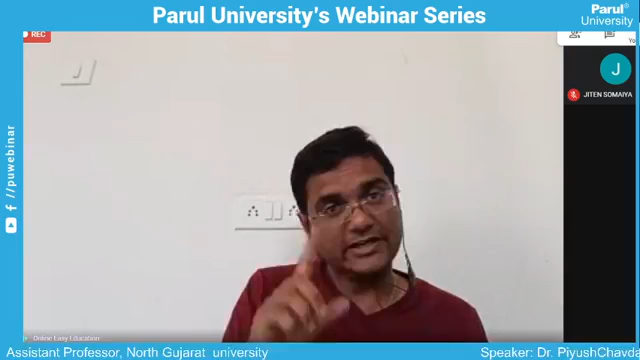 Parul University's Webinar Series
Parul®
University
REC
J
JITEN SOMAIYA
//puwebinar
Online Easy Education
Assistant Professor, North Gujarat university
Speaker: Dr. PiyushChavda